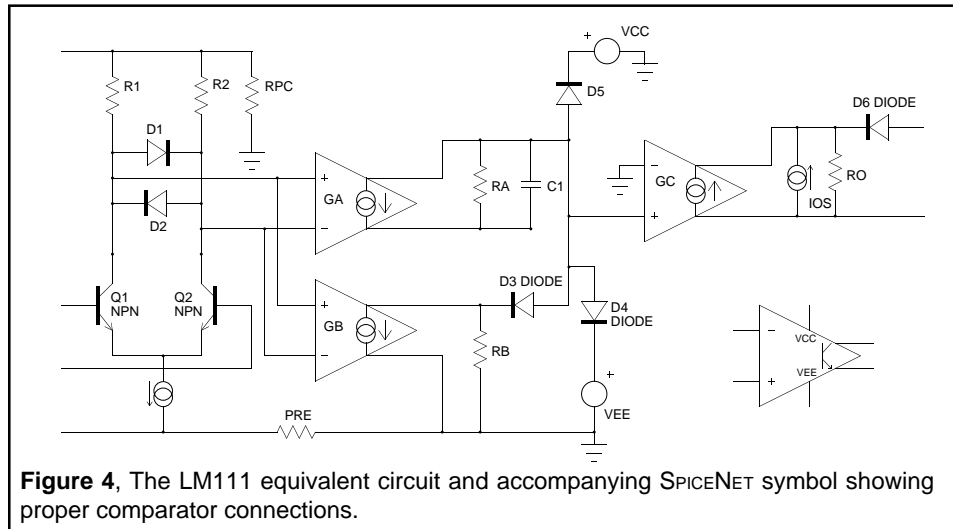 VCC
+
R1
R2
RPC
D5
D6 DIODE
D1
+
GA
−
RA
C1
−
GC
+
IOS
RO
D2
D3 DIODE
D4
DIODE
Q1
NPN
Q2
NPN
+
GB
−
RB
+
VEE
−
+
VCC
VEE
PRE
Figure 4, The LM111 equivalent circuit and accompanying SPICENET symbol showing
proper comparator connections.